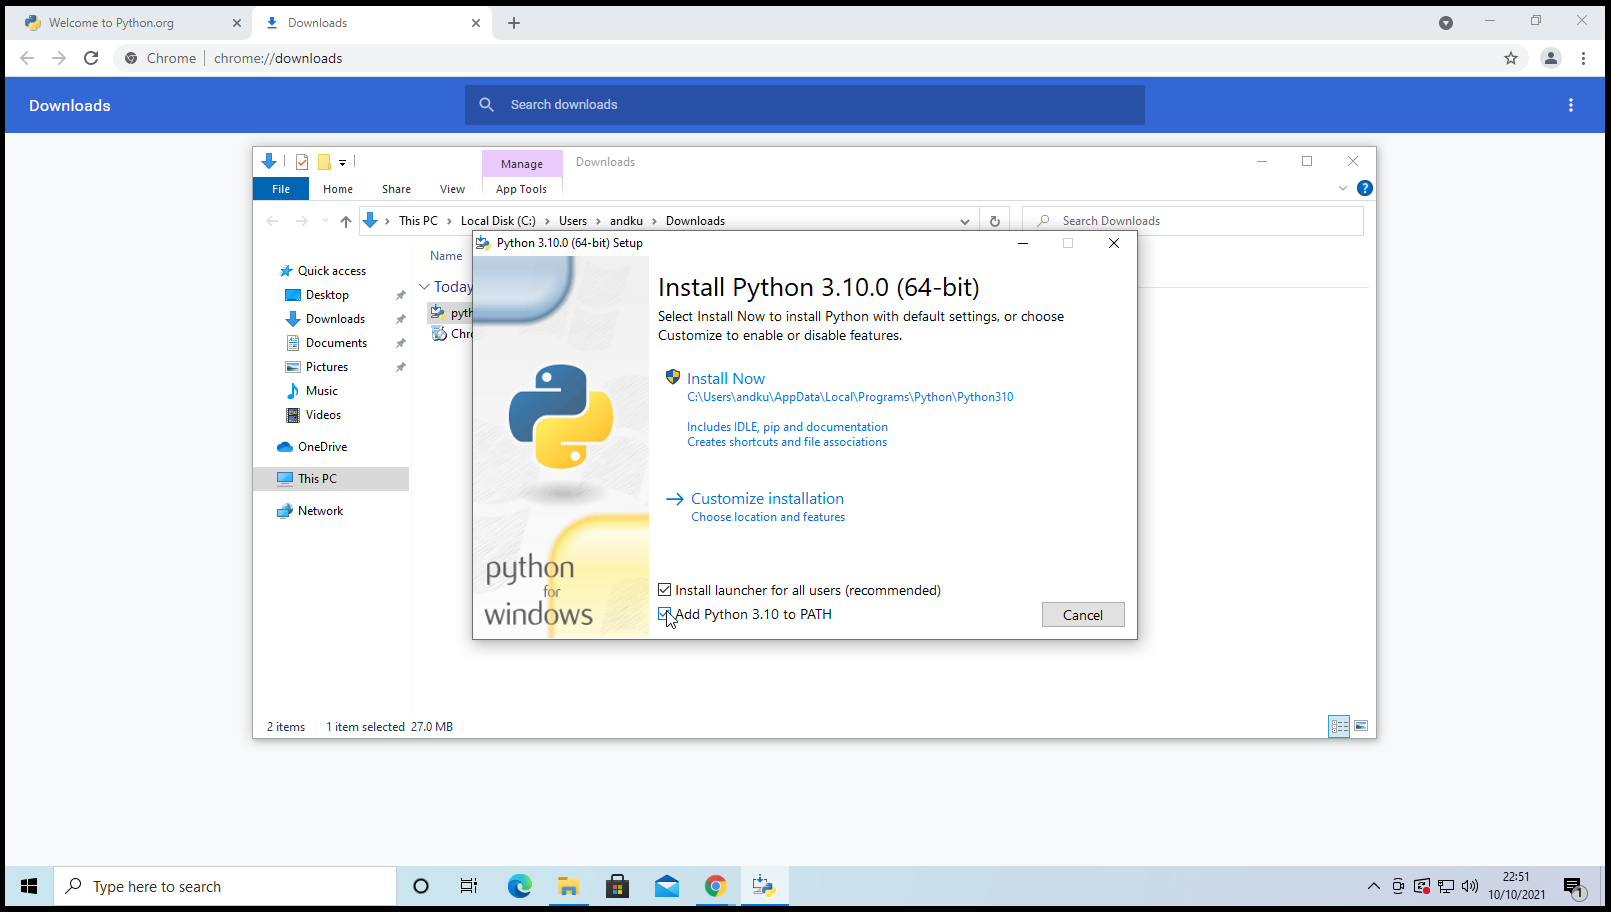 Welcome to Python.org
Downloads
Chrome
chrome://downloads
Downloads
Search downloads
Manage
Downloads
File
Home
Share
View
App Tools
This PC
Local Disk (C:)
Users
andku
Downloads
Search Downloads
Name
Quick access
Desktop
Downloads
Documents
Pictures
Music
Videos
OneDrive
This PC
Network
Today
pyth
Chro
Python 3.10.0 (64-bit) Setup
Install Python 3.10.0 (64-bit)
Select Install Now to install Python with default settings, or choose
Customize to enable or disable features.
Install Now
C:\Users\andku\AppData\Local\Programs\Python\Python310
Includes IDLE, pip and documentation
Creates shortcuts and file associations
Customize installation
Choose location and features
python
for
windows
Install launcher for all users (recommended)
Add Python 3.10 to PATH
Cancel
2 items
1 item selected 27.0 MB
Type here to search
22:51
10/10/2021
1